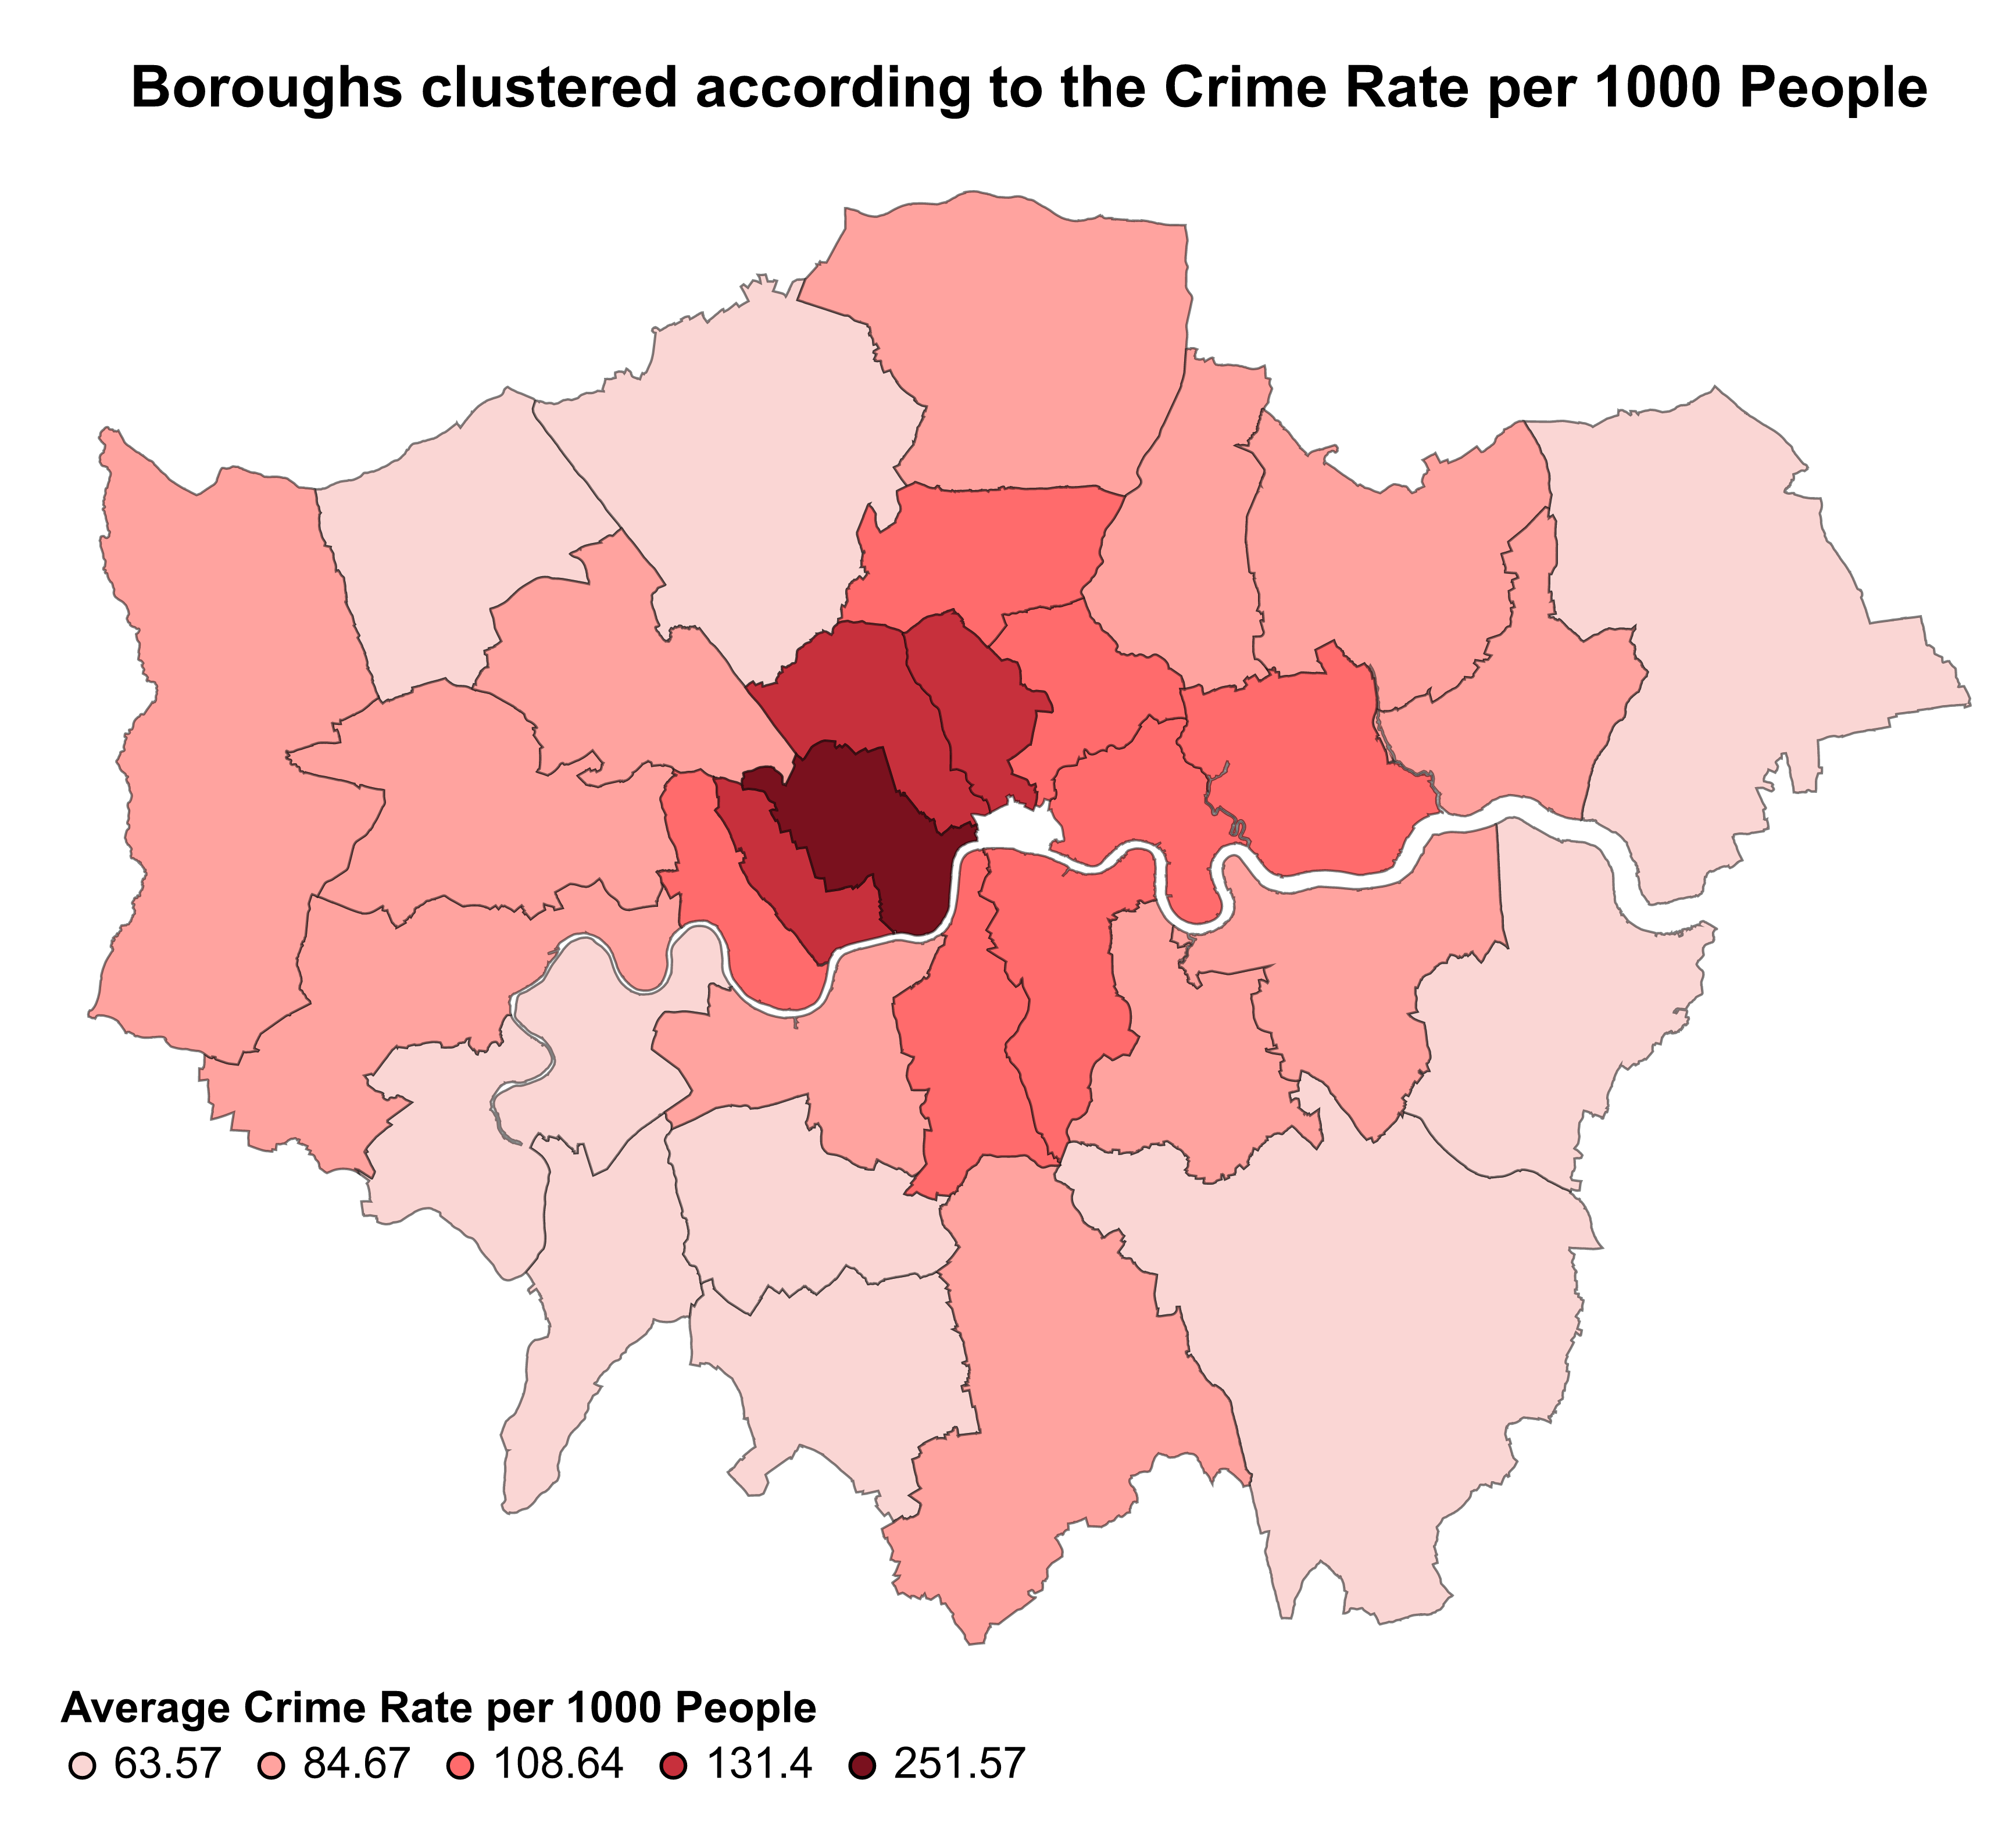 Boroughs clustered according to the Crime Rate per 1000 People
Average Crime Rate per 1000 People
63.57 84.67 108.64 131.4 251.57